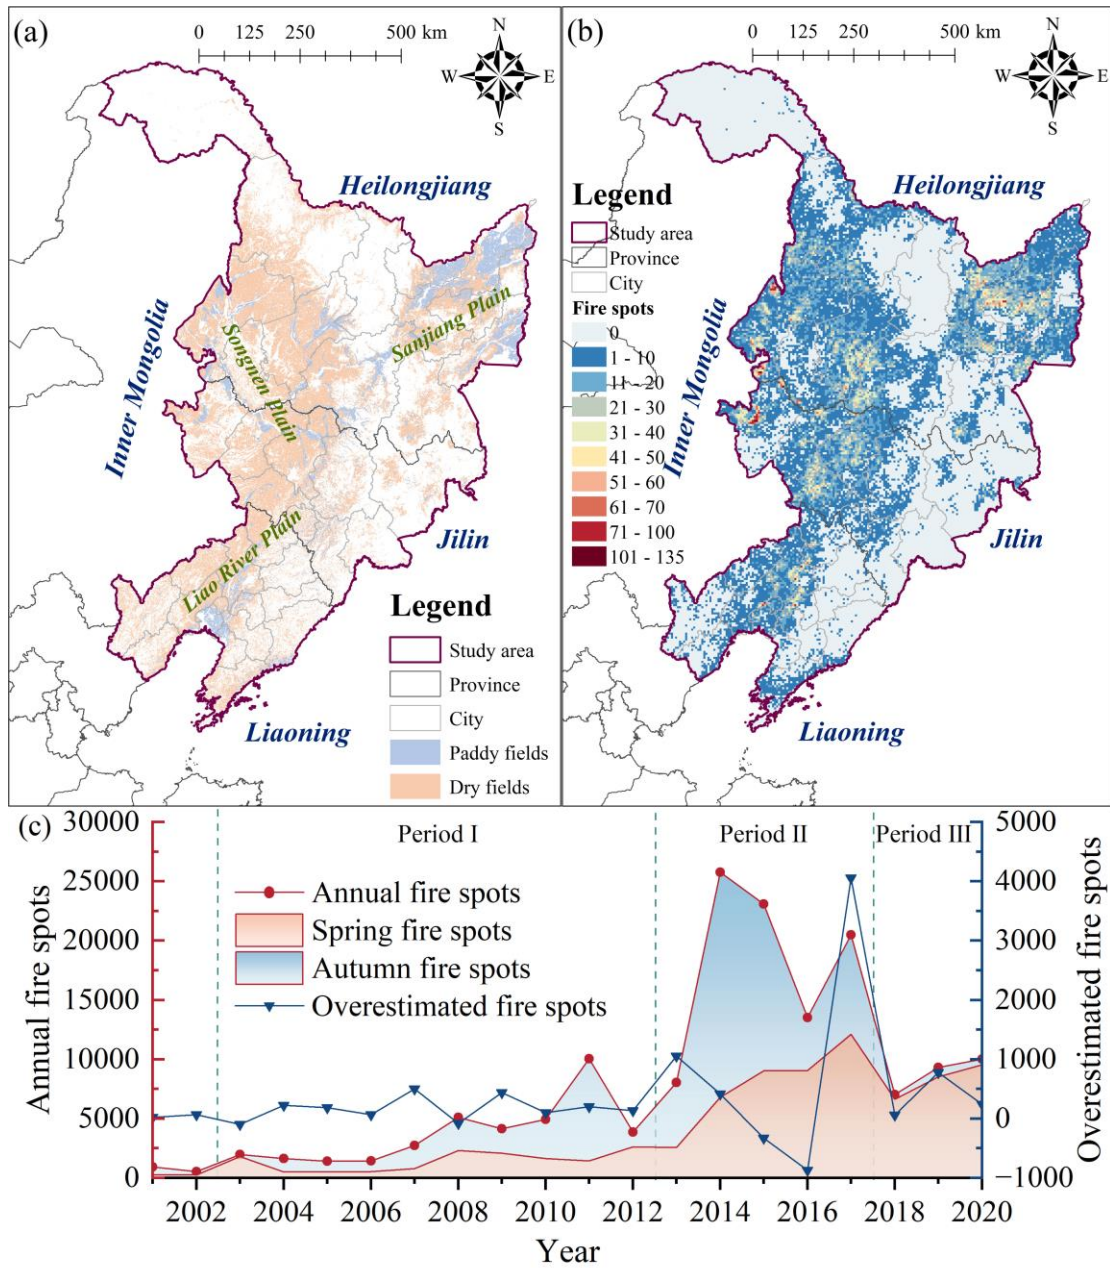 (a)
0 125 250 500 km
N
W E
S
Heilongjiang
Inner Mongolia
Songnen Plain
Sanjiang Plain
Liao River Plain
Jilin
Liaoning
Legend
Study area
Province
City
Paddy fields
Dry fields
(b)
0 125 250 500 km
N
W E
S
Heilongjiang
Inner Mongolia
Jilin
Liaoning
Legend
Study area
Province
City
Fire spots
0
1 - 10
11 - 20
21 - 30
31 - 40
41 - 50
51 - 60
61 - 70
71 - 100
101 - 135
(c)
Period I Period II Period III
Annual fire spots
Spring fire spots
Autumn fire spots
Overestimated fire spots
Annual fire spots
30000
25000
20000
15000
10000
5000
0
5000
4000
3000
2000
1000
0
−1000
Overestimated fire spots
2002 2004 2006 2008 2010 2012 2014 2016 2018 2020
Year